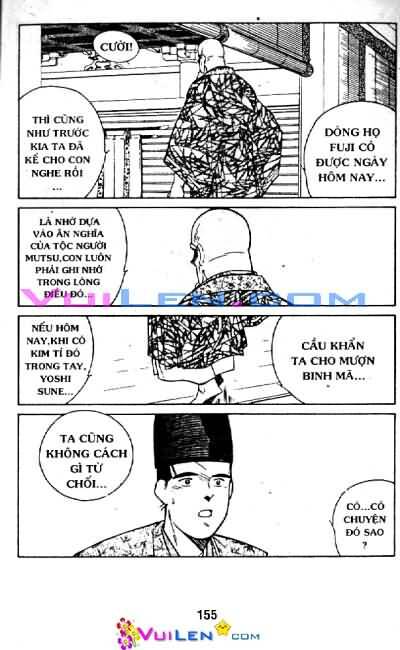 CƯỜI!
THÌ CŨNG
NHƯ TRƯỚC
KIA TA ĐÃ
KỂ CHO CON
NGHE RỒI
...
DÒNG HỌ
FUJI CÓ
ĐƯỢC NGÀY
HÔM NAY...
LÀ NHỜ DỰA
VÀO ÂN NGHĨA
CỦA TỘC NGƯỜI
MUTSU,CON LUÔN
PHẢI GHI NHỚ
TRONG LÒNG
ĐIỀU ĐÓ...
VUILEN.COM
NẾU HÔM
NAY,KHI CÓ
KIM TÍ ĐÓ
TRONG TAY,
YOSHI
SUNE...
CẦU KHẨN
TA CHO MƯỢN
BINH MÃ...
TA CŨNG
KHÔNG CÁCH
GÌ TỪ
CHỐI...
CÓ...CÓ
CHUYỆN
ĐÓ SAO
?
155
VUILEN.COM